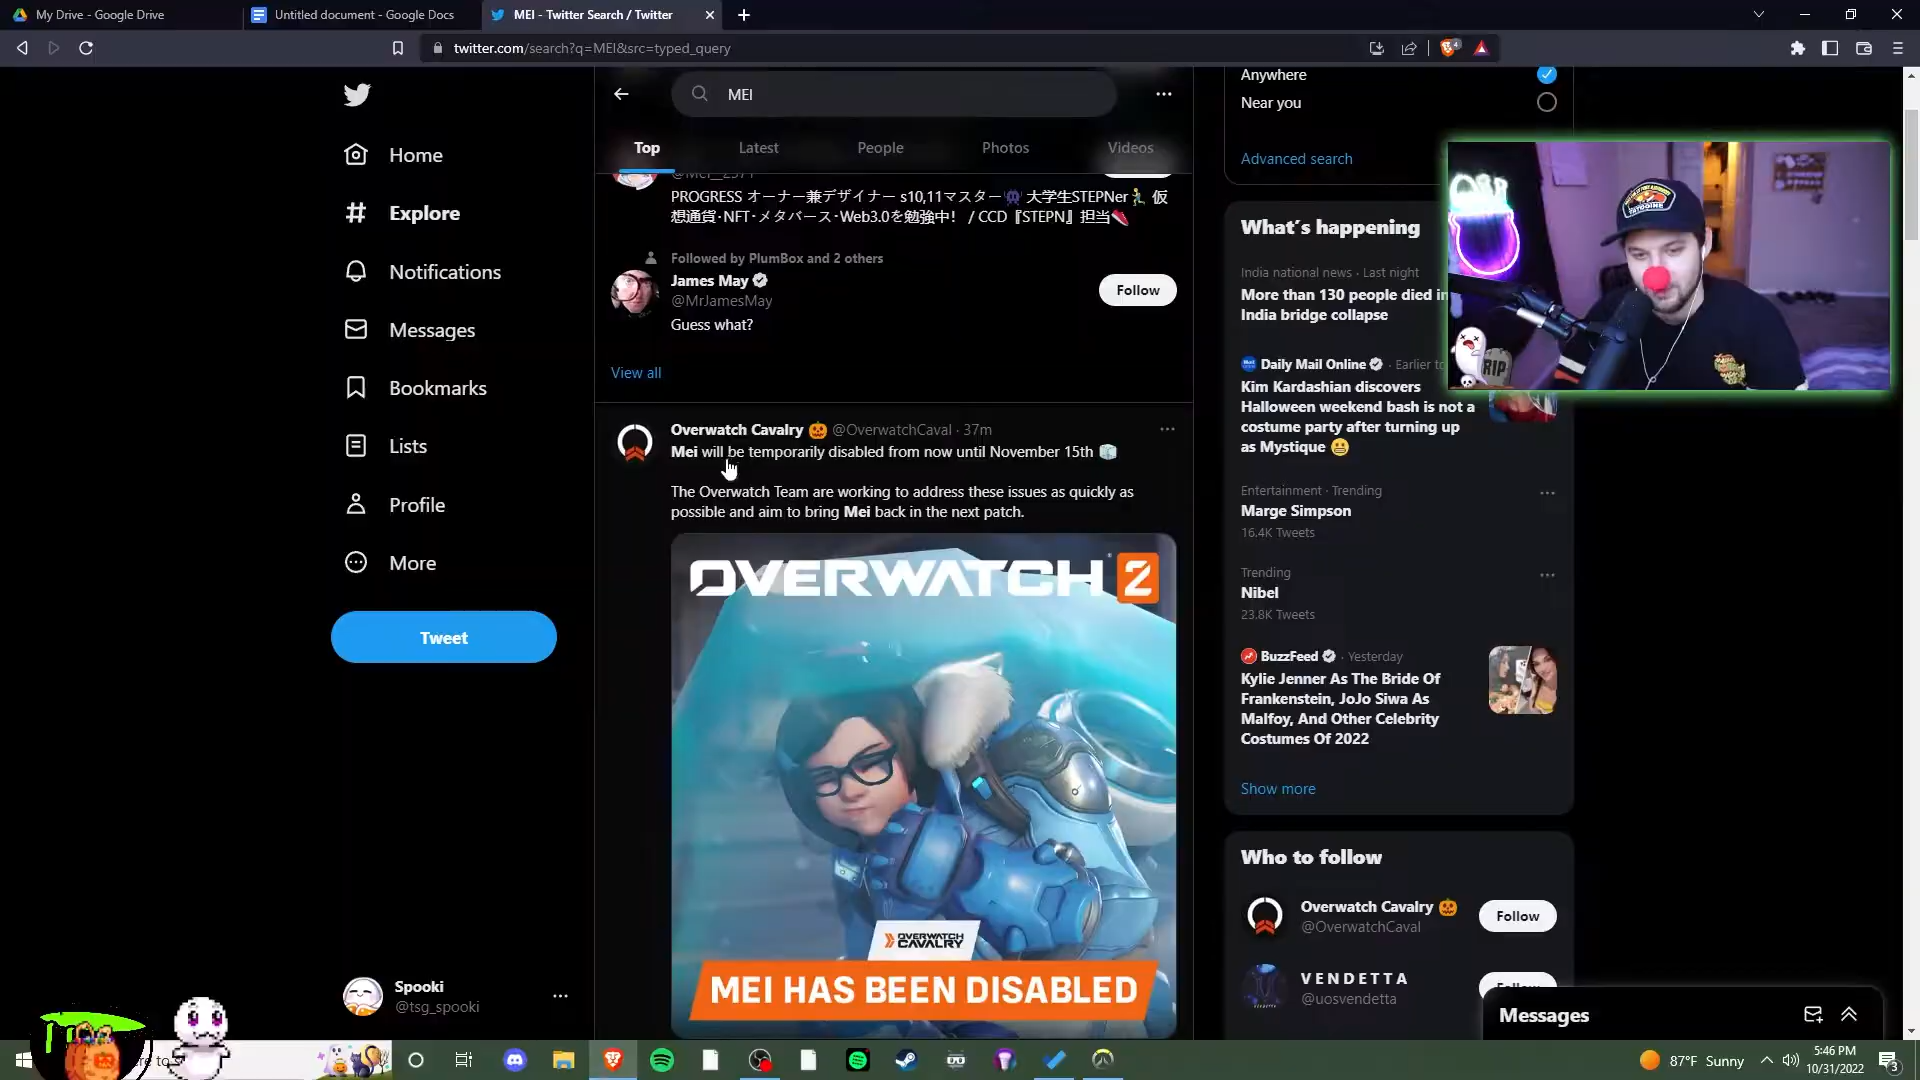 My Drive - Google Drive
Untitled document - Google Docs
MEI - Twitter Search / Twitter
twitter.com/search?q=MEI&src=typed_query
Home
Explore
Notifications
Messages
Bookmarks
Lists
Profile
More
Tweet
Spooki
@tsg_spooki
MEI
Top
Latest
People
Photos
Videos
PROGRESS オーナー兼デザイナー s10,11マスター👾 大学生STEPNer🏃 仮
想通貨・NFT・メタバース・Web3.0を勉強中! / CCD『STEPN』担当👟
Followed by PlumBox and 2 others
James May
@MrJamesMay
Follow
Guess what?
View all
Overwatch Cavalry 🎃 @OverwatchCaval · 37m
Mei will be temporarily disabled from now until November 15th 🧊
The Overwatch Team are working to address these issues as quickly as
possible and aim to bring Mei back in the next patch.
OVERWATCH 2
OVERWATCH
CAVALRY
MEI HAS BEEN DISABLED
Anywhere
Near you
Advanced search
What's happening
India national news · Last night
More than 130 people died in
India bridge collapse
Daily Mail Online · Earlier
Kim Kardashian discovers
Halloween weekend bash is not a
costume party after turning up
as Mystique 😬
Entertainment · Trending
Marge Simpson
16.4K Tweets
Trending
Nibel
23.8K Tweets
BuzzFeed · Yesterday
Kylie Jenner As The Bride Of
Frankenstein, JoJo Siwa As
Malfoy, And Other Celebrity
Costumes Of 2022
Show more
Who to follow
Overwatch Cavalry 🎃
@OverwatchCaval
Follow
VENDETTA
@uosvendetta
Messages
RIP
87°F Sunny
5:46 PM
10/31/2022
3